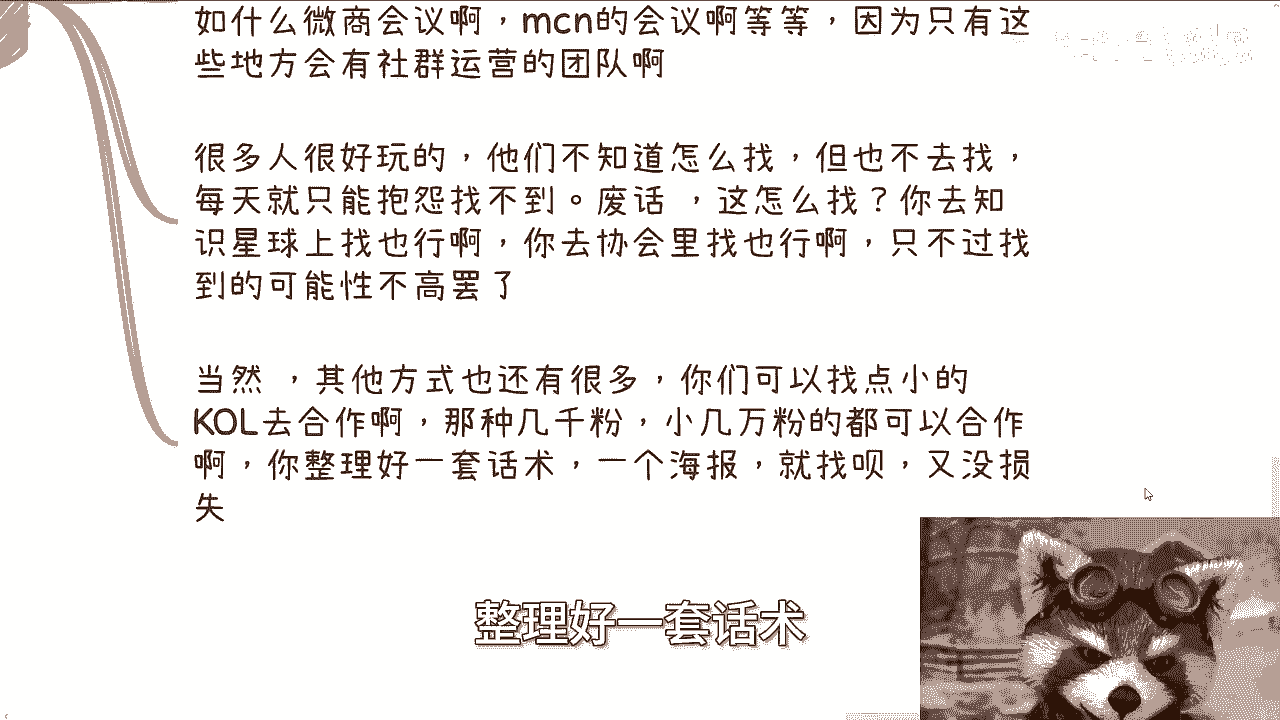 如什么微商会议啊，mcn的会议啊等等，因为只有这
些地方会有社群运营的团队啊
很多人很好玩的，他们不知道怎么找，但也不去找，
每天就只能抱怨找不到。废话 ，这怎么找？你去知
识星球上找也行啊，你去协会里找也行啊，只不过找
到的可能性不高罢了
当然 ，其他方式也还有很多，你们可以找点小的
KOL去合作啊，那种几千粉，小几万粉的都可以合作
啊，你整理好一套话术，一个海报，就找呗，又没损
失
整理好一套话术